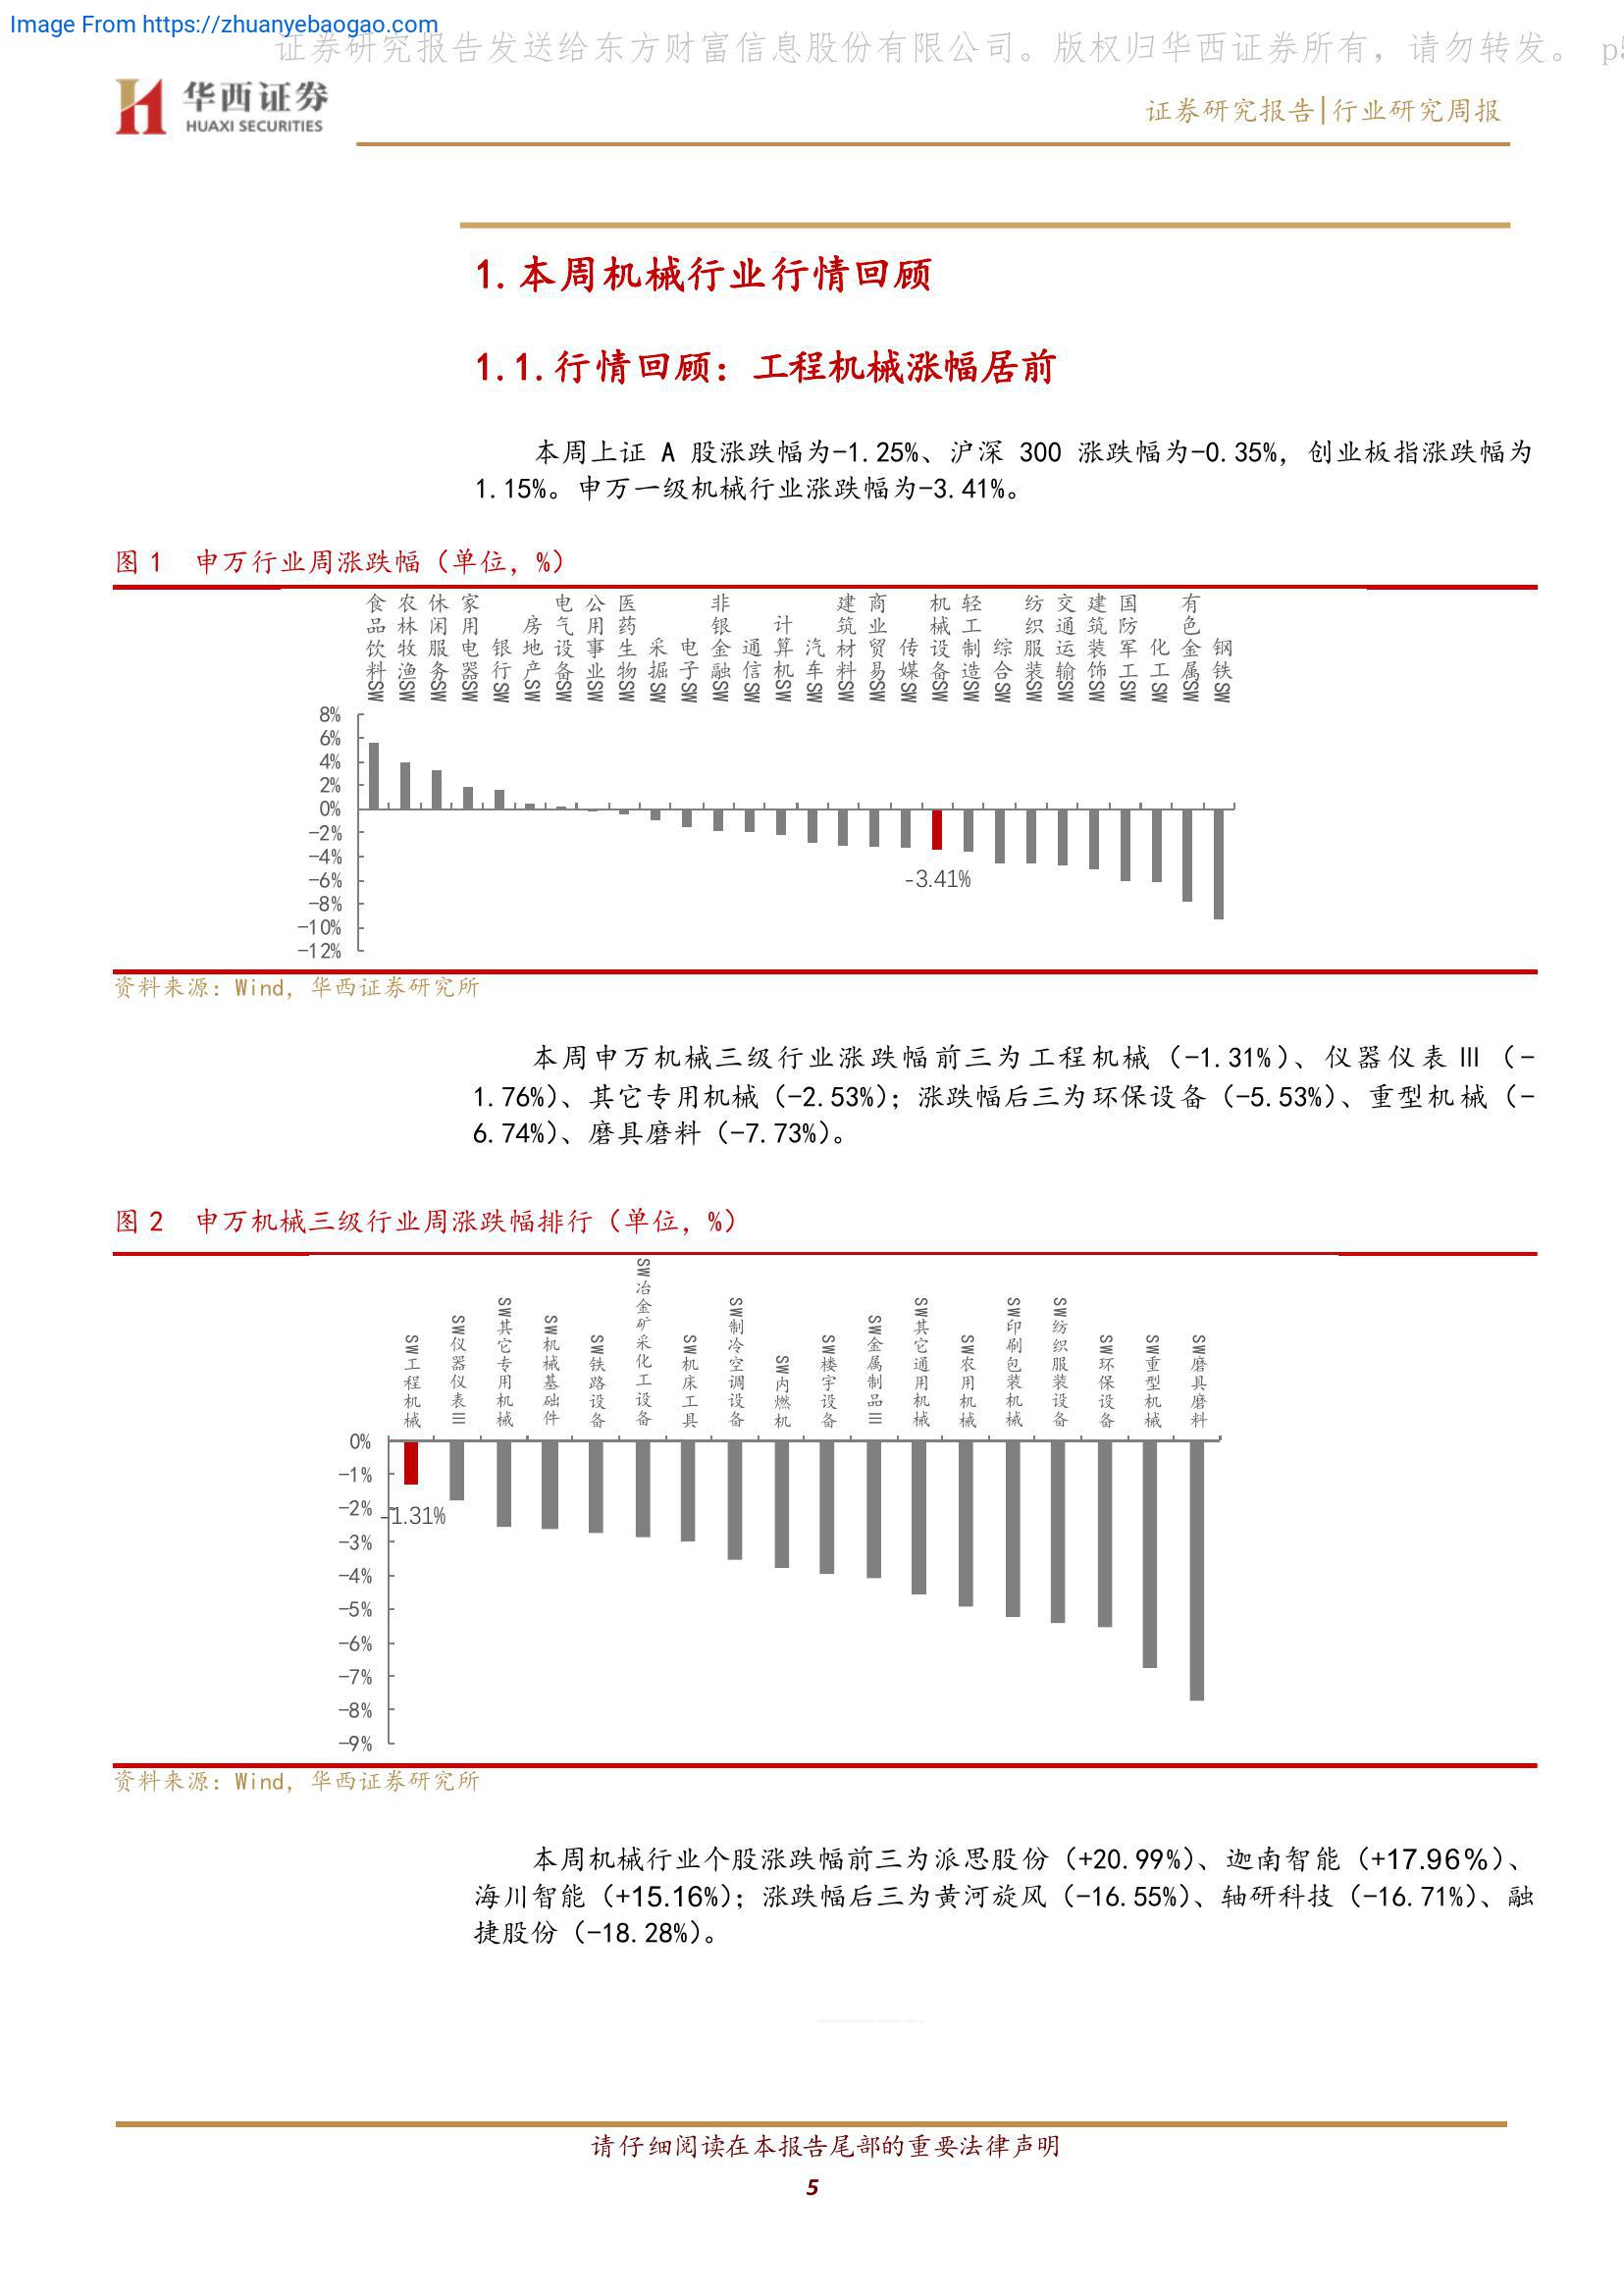 Image From https://zhuanyebaogao.com
证券研究报告发送给东方财富信息股份有限公司。版权归华西证券所有，请勿转发。 p5
华西证券
HUAXI SECURITIES
证券研究报告|行业研究周报
1.本周机械行业行情回顾
1.1.行情回顾：工程机械涨幅居前
本周上证 A 股涨跌幅为-1.25%、沪深 300 涨跌幅为-0.35%，创业板指涨跌幅为
1.15%。申万一级机械行业涨跌幅为-3.41%。
图 1 申万行业周涨跌幅（单位，%）
食品饮料SW
农林牧渔SW
休闲服务SW
家用电器SW
银行SW
房地产SW
电气设备SW
公用事业SW
医药生物SW
采掘SW
电子SW
非银金融SW
通信SW
计算机SW
汽车SW
建筑材料SW
商业贸易SW
传媒SW
机械设备SW
轻工制造SW
综合SW
纺织服装SW
交通运输SW
建筑装饰SW
国防军工SW
化工SW
有色金属SW
钢铁SW
8%
6%
4%
2%
0%
-2%
-4%
-6%
-8%
-10%
-12%
-3.41%
资料来源：Wind，华西证券研究所
本周申万机械三级行业涨跌幅前三为工程机械（-1.31%）、仪器仪表Ⅲ（-
1.76%）、其它专用机械（-2.53%）；涨跌幅后三为环保设备（-5.53%）、重型机械（-
6.74%）、磨具磨料（-7.73%）。
图 2 申万机械三级行业周涨跌幅排行（单位，%）
SW工程机械
SW仪器仪表Ⅲ
SW其它专用机械
SW机械基础件
SW铁路设备
SW冶金矿采化工设备
SW机床工具
SW制冷空调设备
SW内燃机
SW楼宇设备
SW金属制品Ⅲ
SW其它通用机械
SW农用机械
SW印刷包装机械
SW纺织服装设备
SW环保设备
SW重型机械
SW磨具磨料
0%
-1%
-2%
-3%
-4%
-5%
-6%
-7%
-8%
-9%
-1.31%
资料来源：Wind，华西证券研究所
本周机械行业个股涨跌幅前三为派思股份（+20.99%）、迦南智能（+17.96%）、
海川智能（+15.16%）；涨跌幅后三为黄河旋风（-16.55%）、轴研科技（-16.71%）、融
捷股份（-18.28%）。
请仔细阅读在本报告尾部的重要法律声明
5